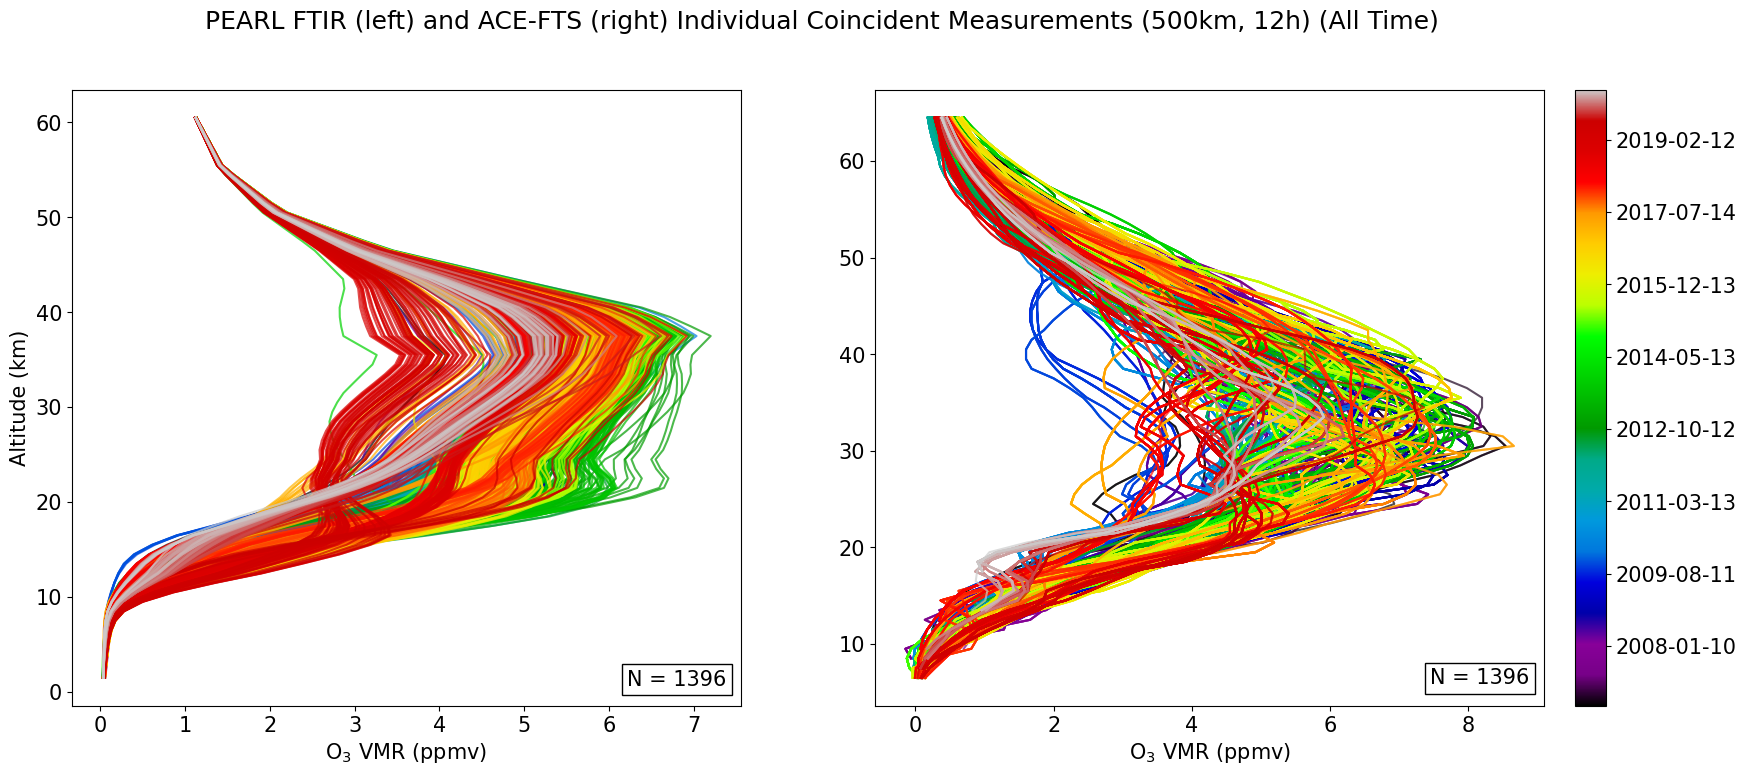 PEARL FTIR (left) and ACE-FTS (right) Individual Coincident Measurements (500km, 12h) (All Time)
60
50
40
30
20
10
0
Altitude (km)
0 1 2 3 4 5 6 7
O₃ VMR (ppmv)
N = 1396
60
50
40
30
20
10
0 2 4 6 8
O₃ VMR (ppmv)
N = 1396
2019-02-12
2017-07-14
2015-12-13
2014-05-13
2012-10-12
2011-03-13
2009-08-11
2008-01-10